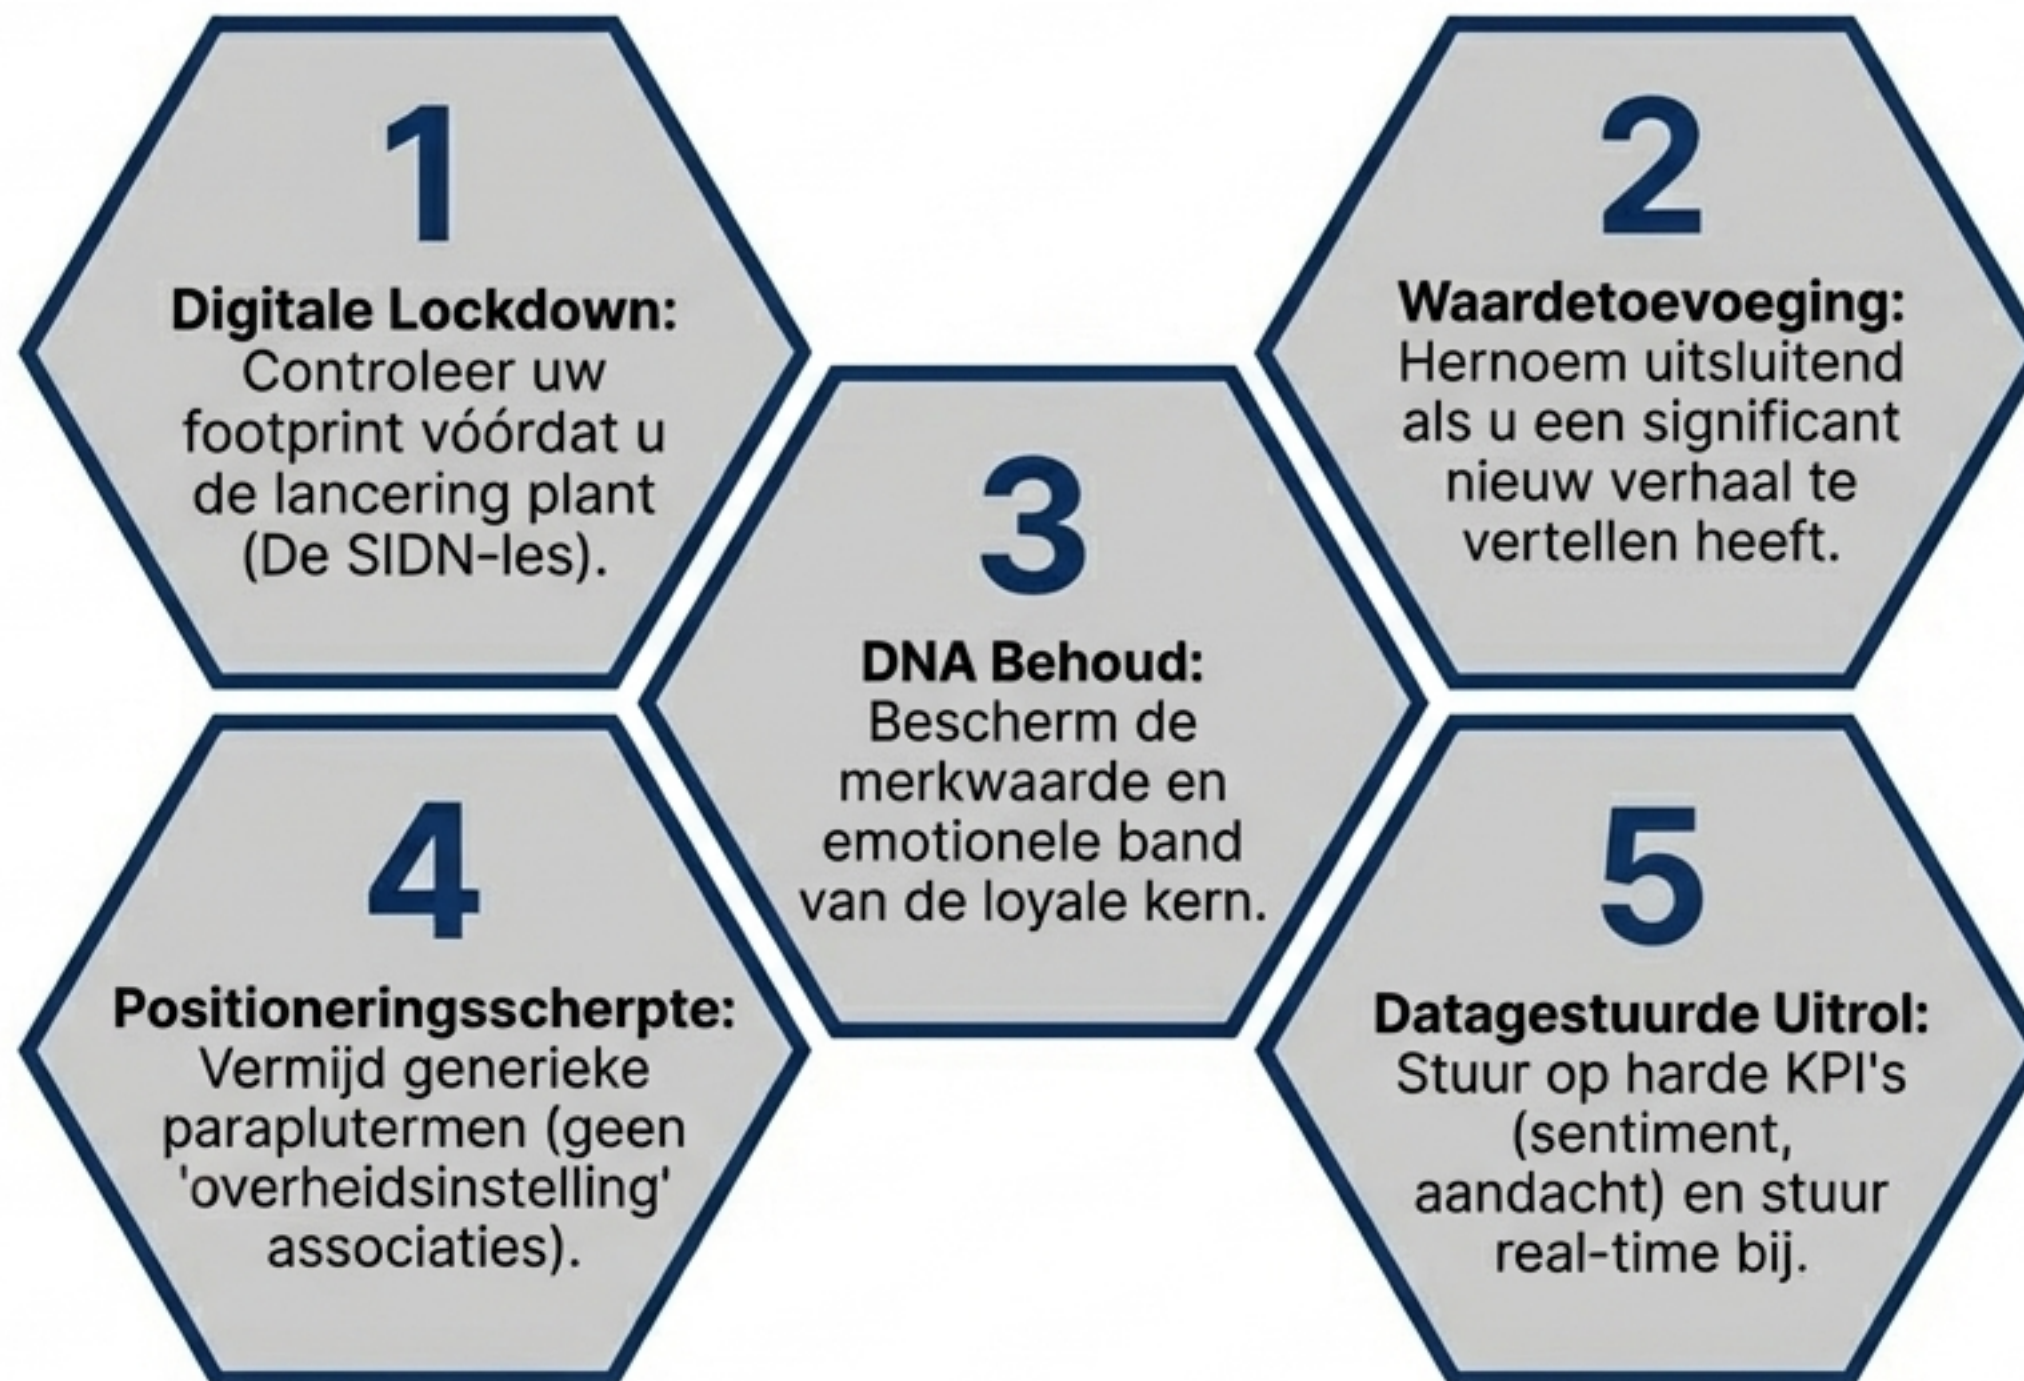 1
Digitale Lockdown:
Controleer uw
footprint vóórdat u
de lancering plant
(De SIDN-les).
2
Waardetoevoeging:
Hernoem uitsluitend
als u een significant
nieuw verhaal te
vertellen heeft.
3
DNA Behoud:
Bescherm de
merkwaarde en
emotionele band
van de loyale kern.
4
Positioneringsscherpte:
Vermijd generieke
paraplutermen (geen
'overheidsinstelling'
associaties).
5
Datagestuurde Uitrol:
Stuur op harde KPI's
(sentiment,
aandacht) en stuur
real-time bij.